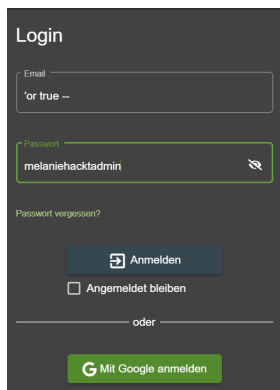 Login
Email
'or true --
Passwort
melaniehacktadmin
Passwort vergessen?
Anmelden
Angemeldet bleiben
oder
G Mit Google anmelden